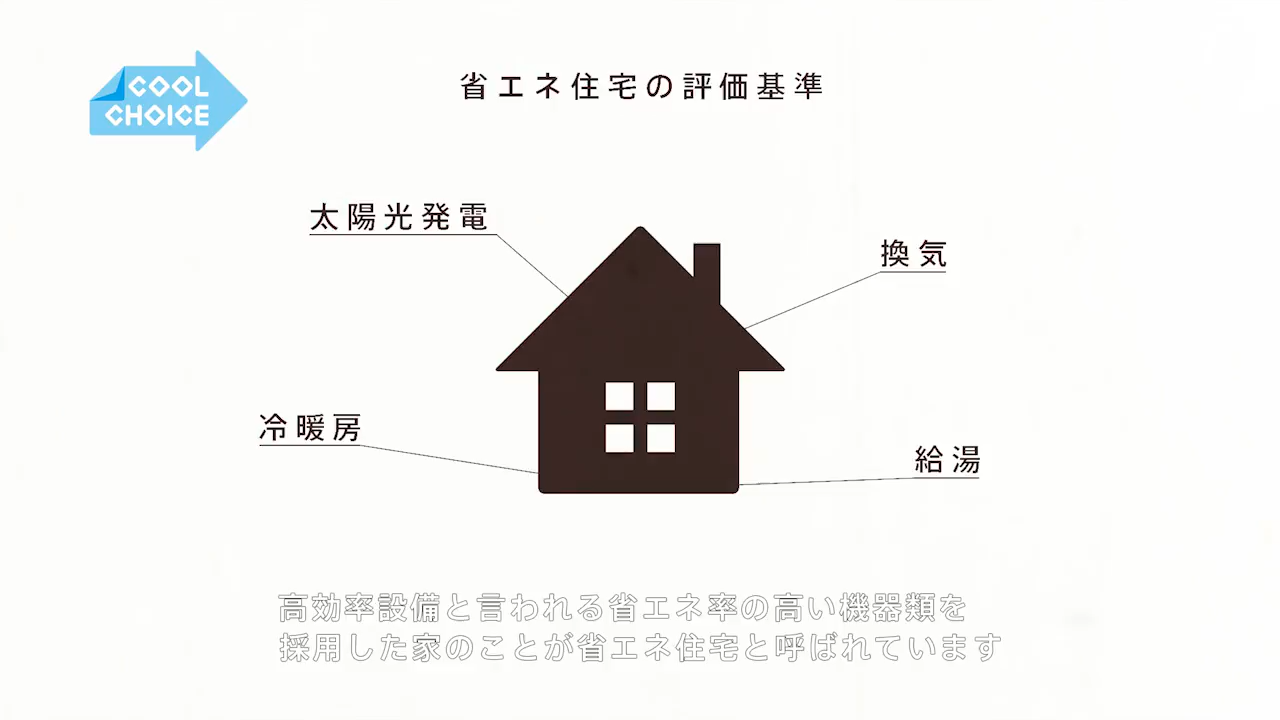 COOL
CHOICE
省エネ住宅の評価基準
太陽光発電
換気
冷暖房
給湯
高効率設備と言われる省エネ率の高い機器類を
採用した家のことが省エネ住宅と呼ばれています